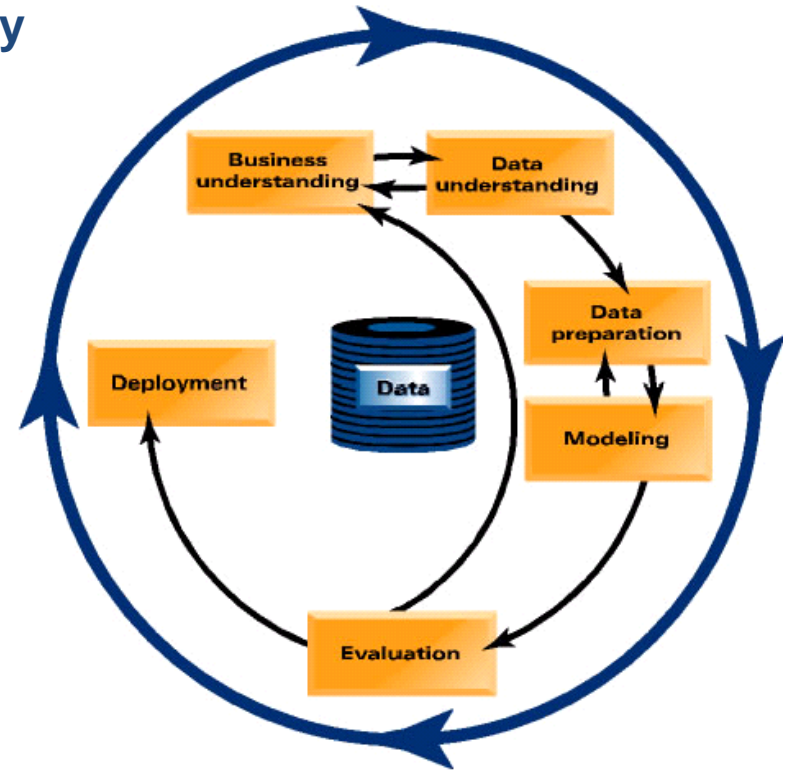 y
Business
understanding
Data
understanding
Data
preparation
Modeling
Data
Deployment
Evaluation